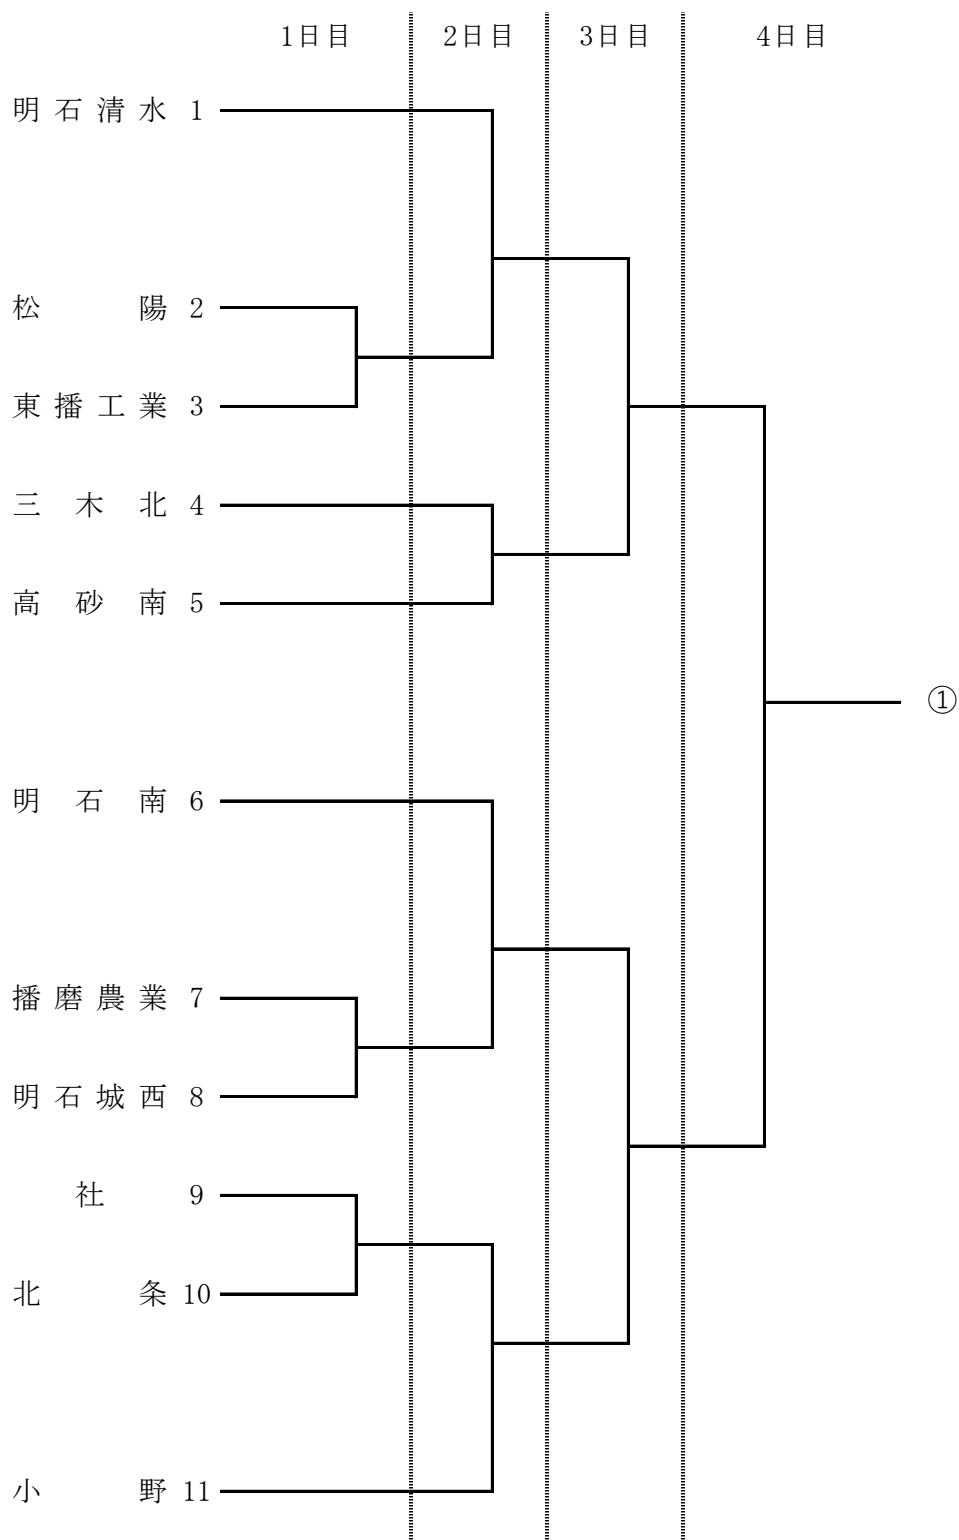 1日目 2日目 3日目 4日目
明石清水 1
松陽 2
東播工業 3
三木北 4
高砂南 5
①
明石南 6
播磨農業 7
明石城西 8
社 9
北条 10
小野 11